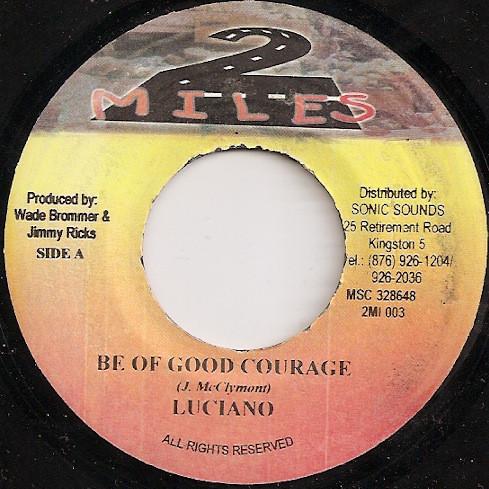 2
MILES
Produced by:
Wade Brommer &
Jimmy Ricks
SIDE A
Distributed by:
SONIC SOUNDS
25 Retirement Road
Kingston 5
Tel.: (876) 926-1204/
926-2036
MSC 328648
2MI 003
BE OF GOOD COURAGE
(J. McClymont)
LUCIANO
ALL RIGHTS RESERVED